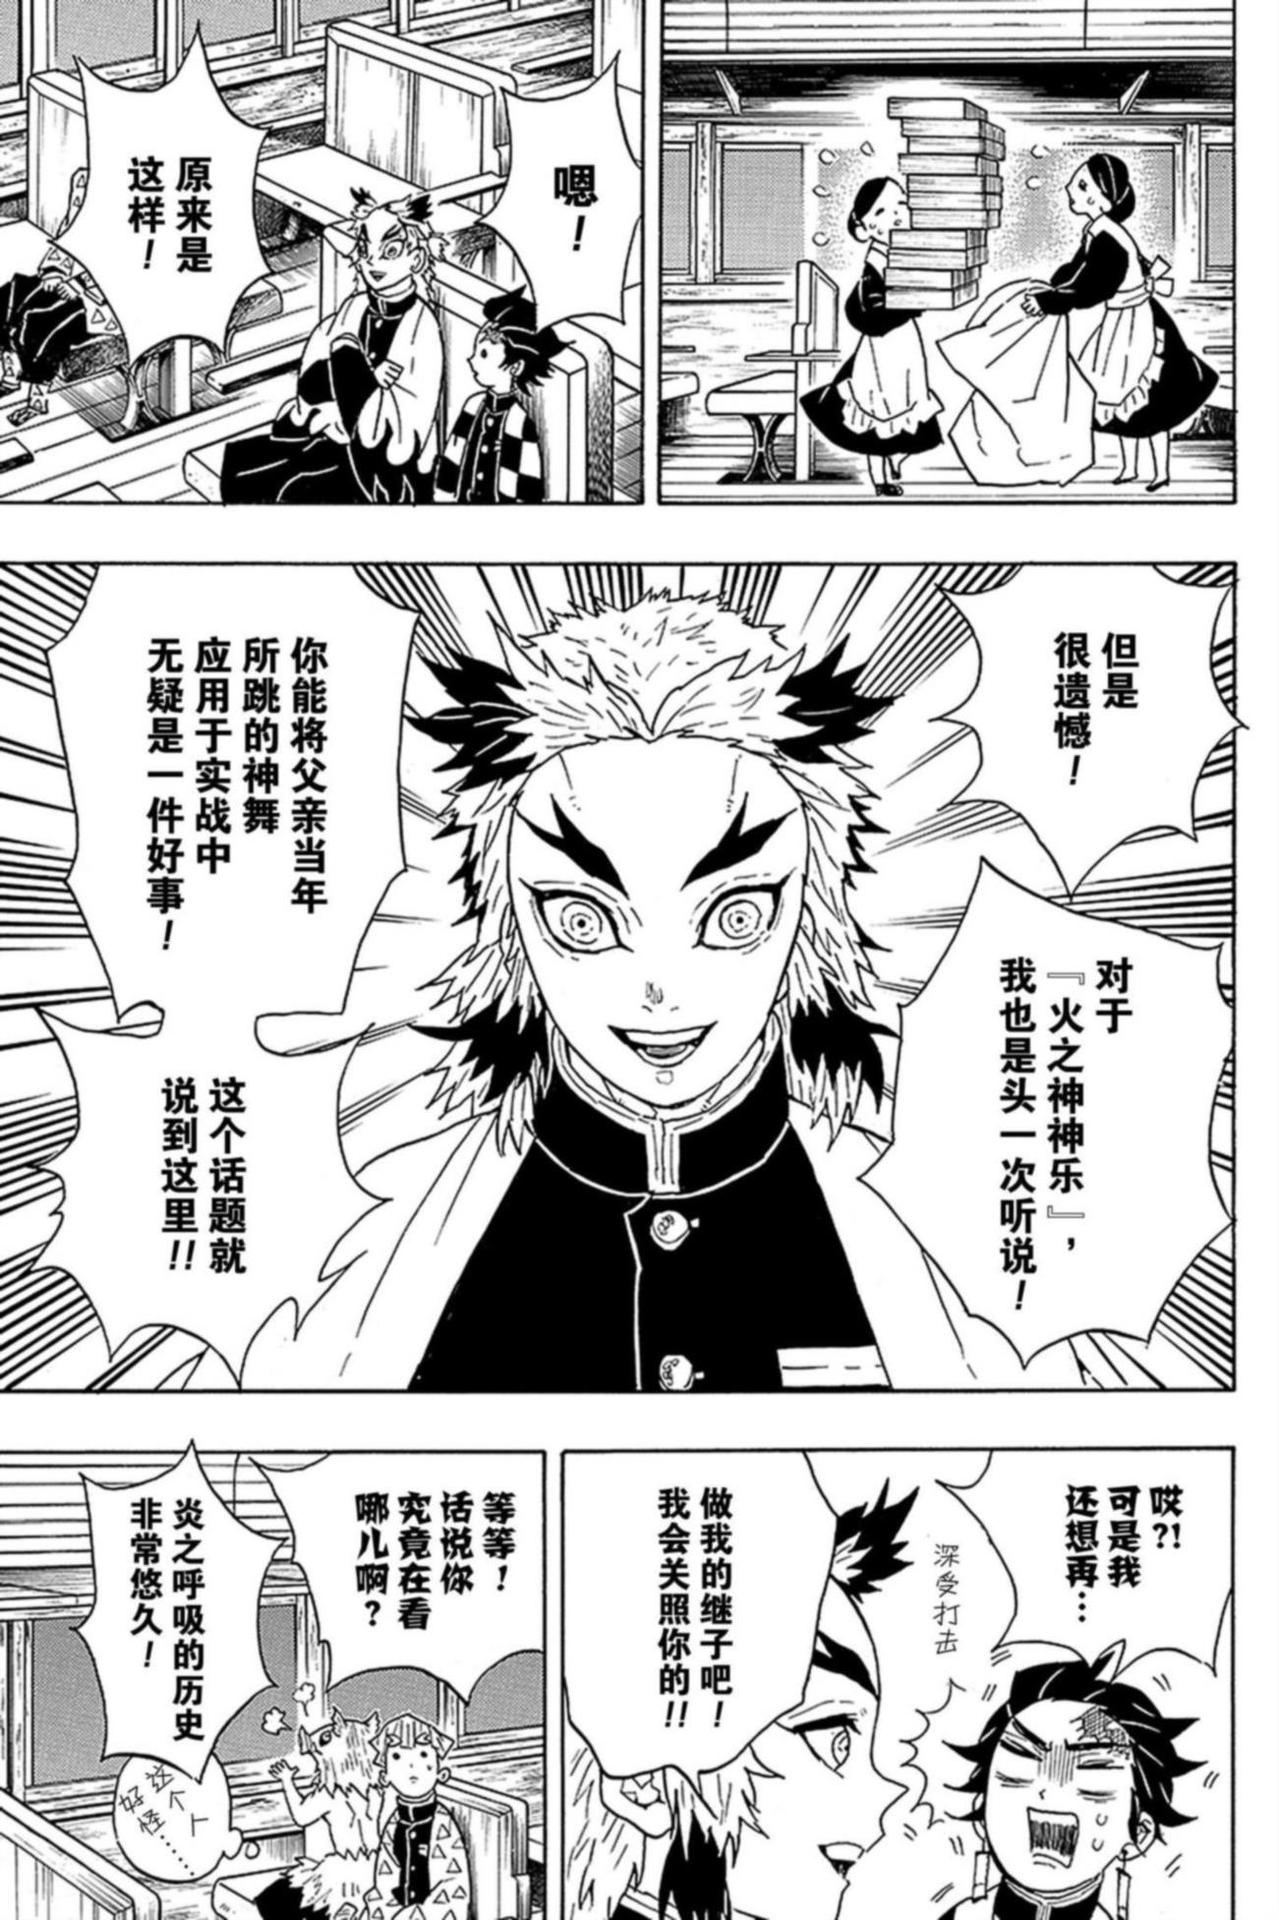 嗯！
原来是
这样！
但是
很遗憾！
对于
『火之神神乐』，
我也是头一次听说！
你能将父亲当年
所跳的神舞
应用于实战中
无疑是一件好事！
这个话题就
说到这里！！
哎？！
可是我
还想再…
深受打击
做我的继子吧！
我会关照你的！！
等等！
话说你
究竟在看
哪儿啊？
炎之呼吸的历史
非常悠久！
这个人
好怪……